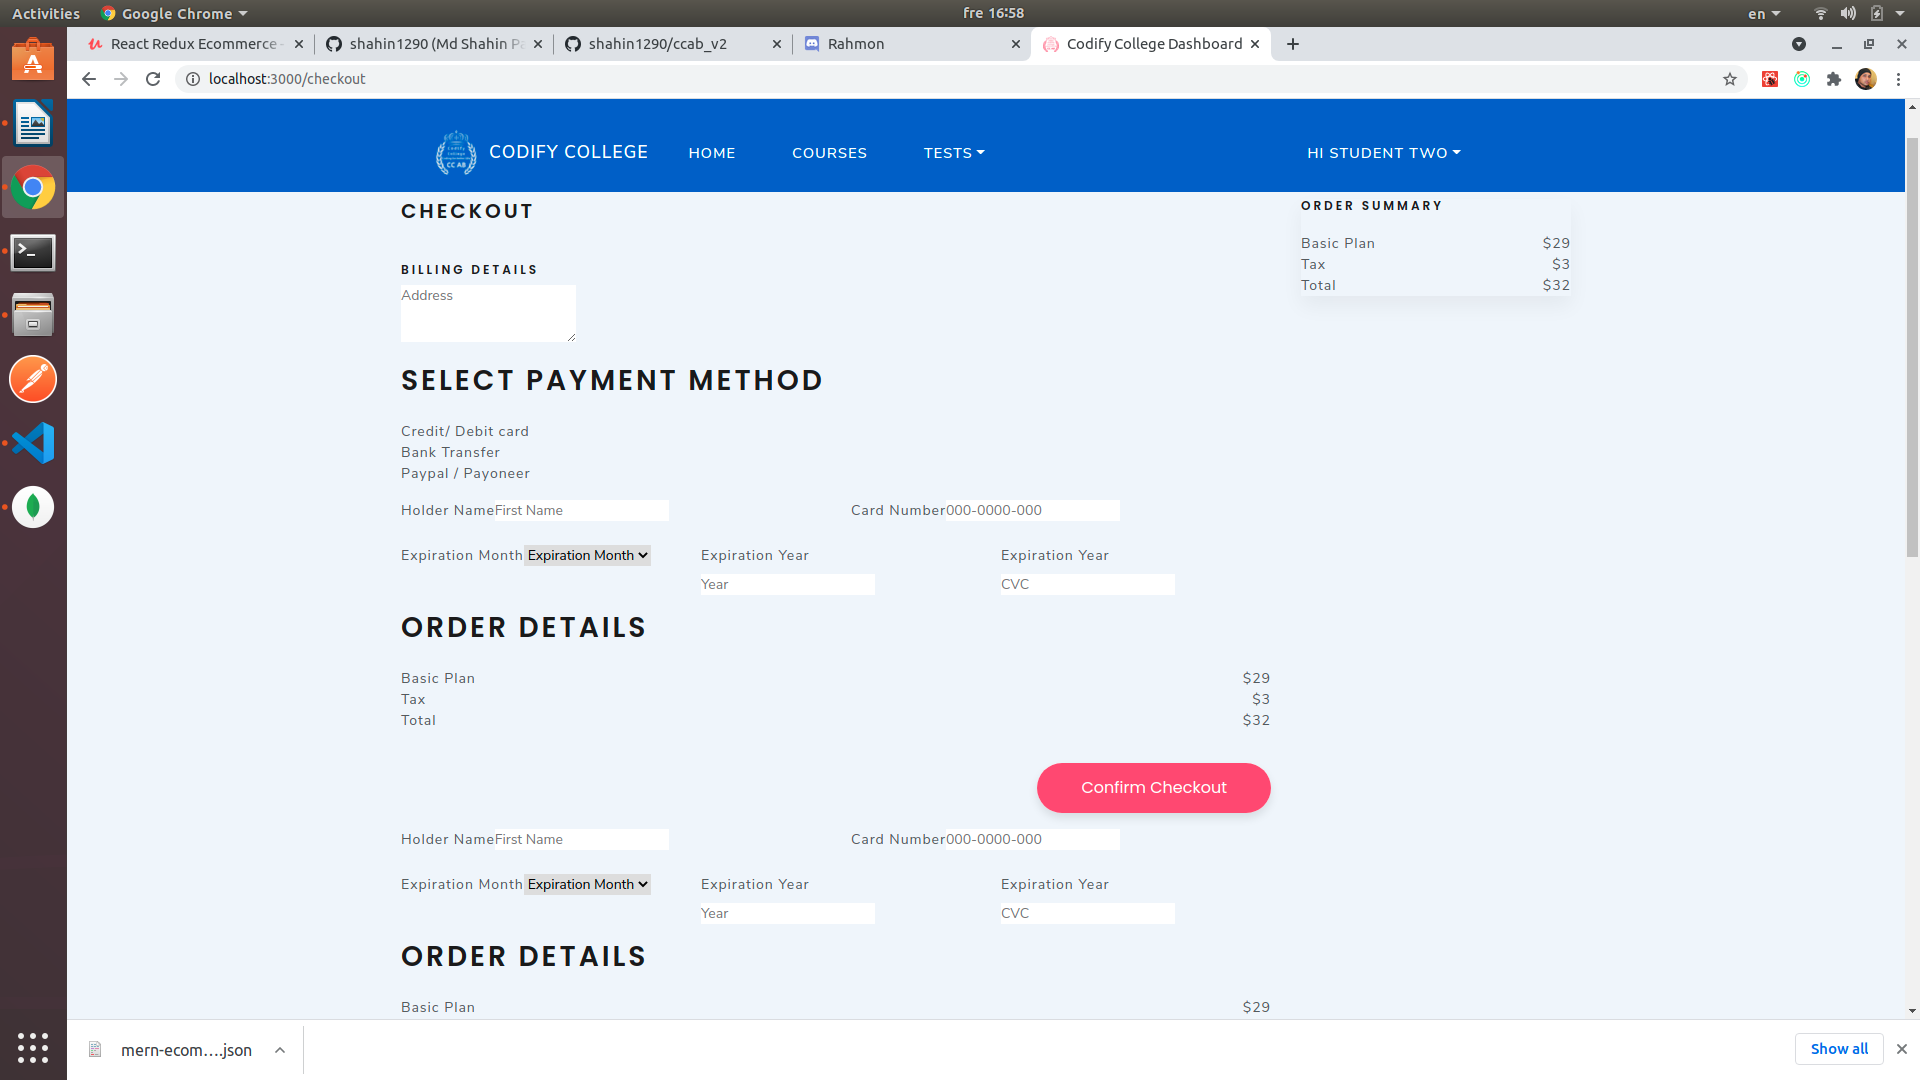 Activities Google Chrome fre 16:58 en
React Redux Ecommerce shahin1290 (Md Shahin Pa shahin1290/ccab_v2 Rahmon Codify College Dashboard
localhost:3000/checkout
CODIFY COLLEGE HOME COURSES TESTS HI STUDENT TWO
CHECKOUT
ORDER SUMMARY
Basic Plan $29
Tax $3
Total $32
BILLING DETAILS
Address
SELECT PAYMENT METHOD
Credit/ Debit card
Bank Transfer
Paypal / Payoneer
Holder Name First Name Card Number 000-0000-000
Expiration Month Expiration Month Expiration Year Expiration Year
Year CVC
ORDER DETAILS
Basic Plan $29
Tax $3
Total $32
Confirm Checkout
Holder Name First Name Card Number 000-0000-000
Expiration Month Expiration Month Expiration Year Expiration Year
Year CVC
ORDER DETAILS
Basic Plan $29
mern-ecom....json Show all